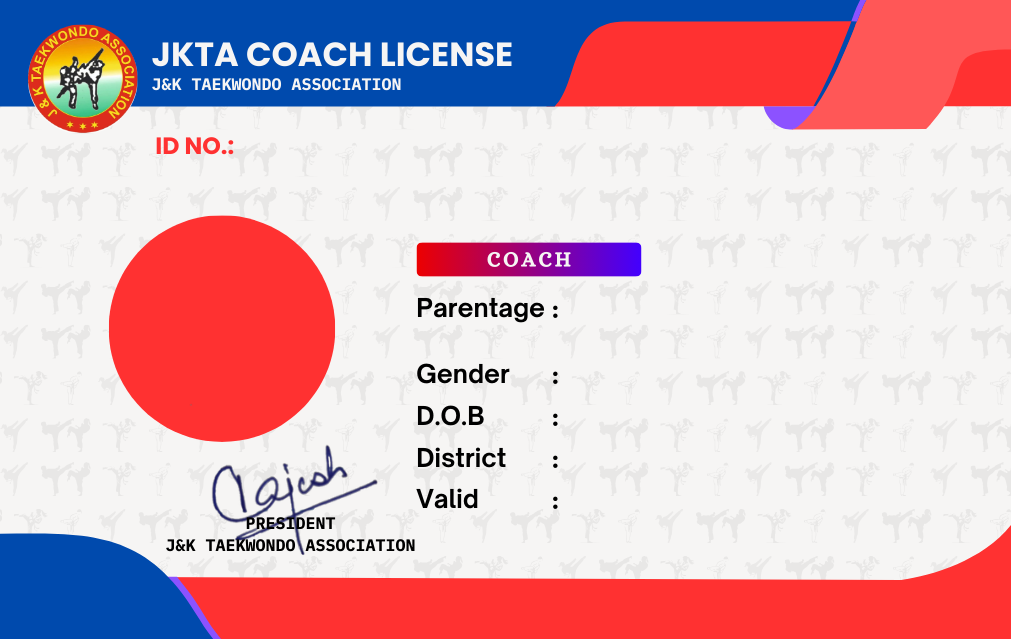 J & K TAEKWONDO ASSOCIATION
JKTA COACH LICENSE
J&K TAEKWONDO ASSOCIATION
ID NO.:
COACH
Parentage :
Gender :
D.O.B :
District :
Valid :
Rajesh
PRESIDENT
J&K TAEKWONDO ASSOCIATION